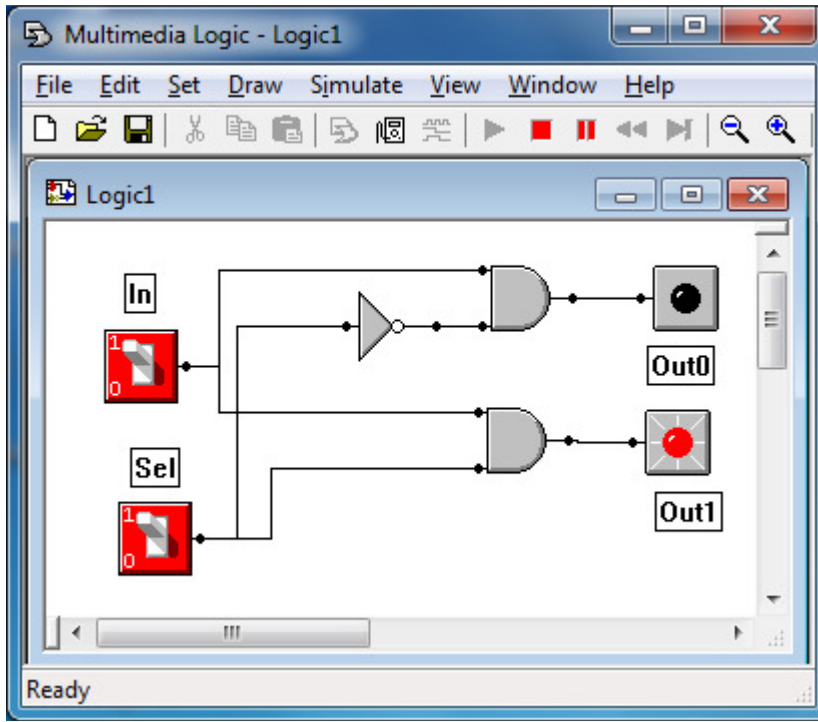 Multimedia Logic - Logic1
File Edit Set Draw Simulate View Window Help
Logic1
In
1
0
Out0
Sel
1
0
Out1
Ready